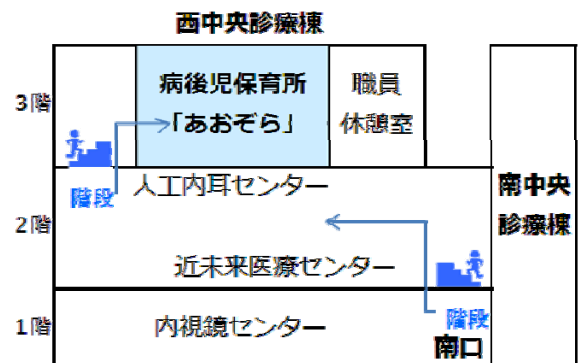 西中央診療棟
3階
病後児保育所
「あおぞら」
職員
休憩室
階段
人工内耳センター
2階
近未来医療センター
南中央
診療棟
1階
内視鏡センター
階段
南口